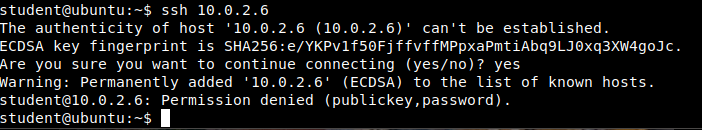 student@ubuntu:~$ ssh 10.0.2.6
The authenticity of host '10.0.2.6 (10.0.2.6)' can't be established.
ECDSA key fingerprint is SHA256:e/YKPv1f50FjffvffMPpxaPmtiAbq9LJ0xq3XW4goJc.
Are you sure you want to continue connecting (yes/no)? yes
Warning: Permanently added '10.0.2.6' (ECDSA) to the list of known hosts.
student@10.0.2.6: Permission denied (publickey,password).
student@ubuntu:~$